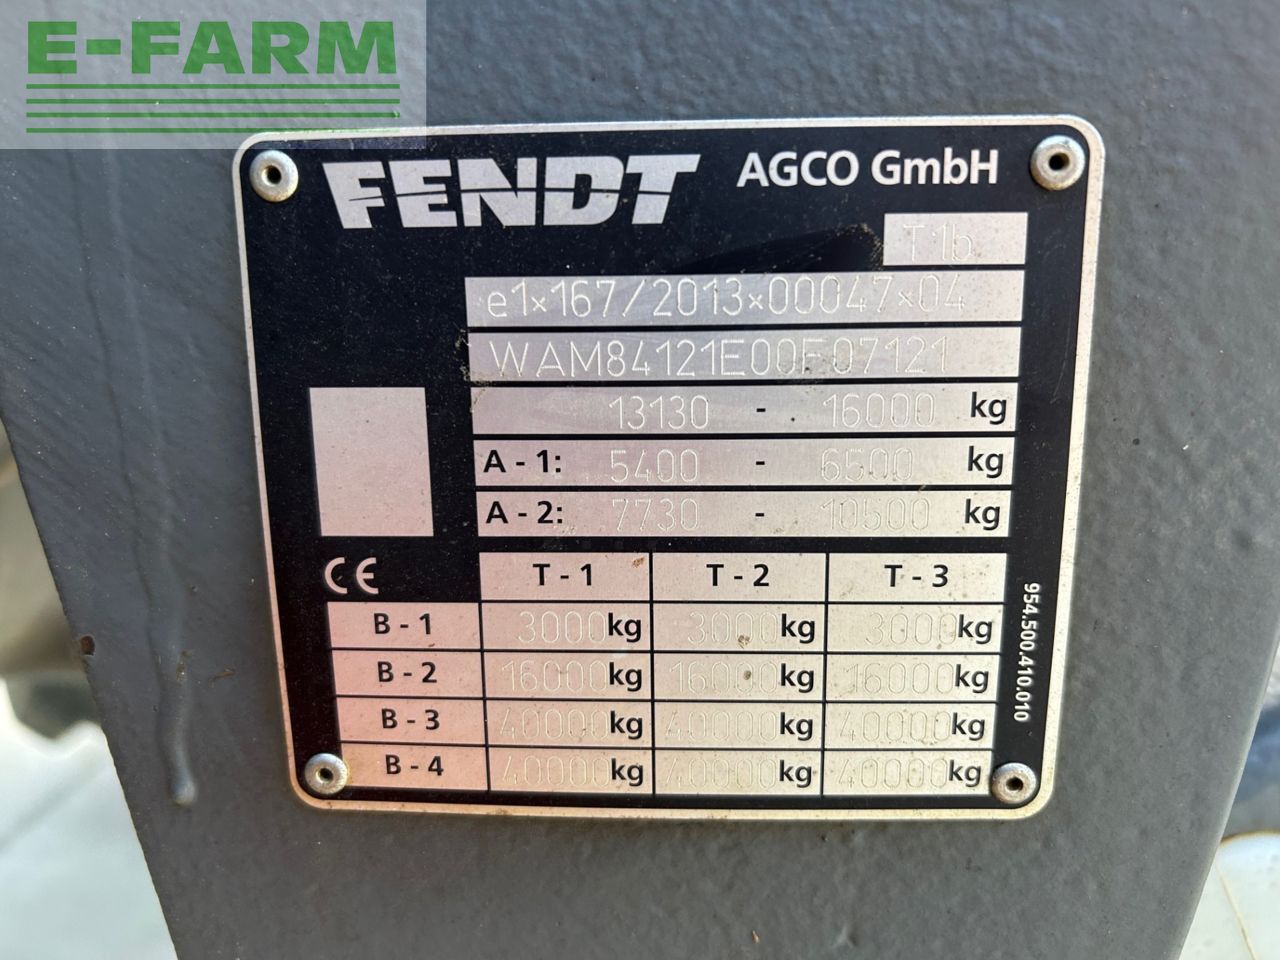 E-FARM
FENDT AGCO GmbH
T1b
e1×167/2013×00047×04
WAM84121E00F07121
13130 - 16000 kg
A - 1: 5400 - 6500 kg
A - 2: 7730 - 10500 kg
CE T - 1 T - 2 T - 3
B - 1 3000kg 3000kg 3000kg
B - 2 16000kg 16000kg 16000kg
B - 3 40000kg 40000kg 40000kg
B - 4 40000kg 40000kg 40000kg
954.500.410.010